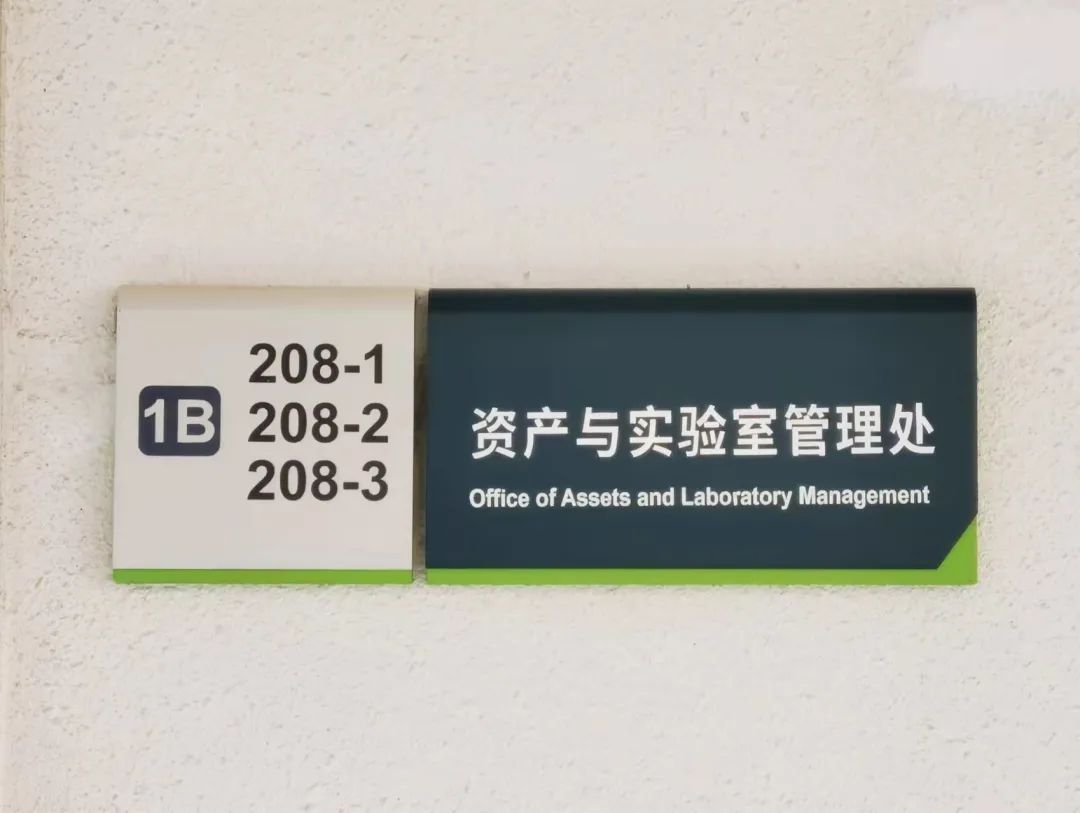 1B
208-1
208-2
208-3
资产与实验室管理处
Office of Assets and Laboratory Management